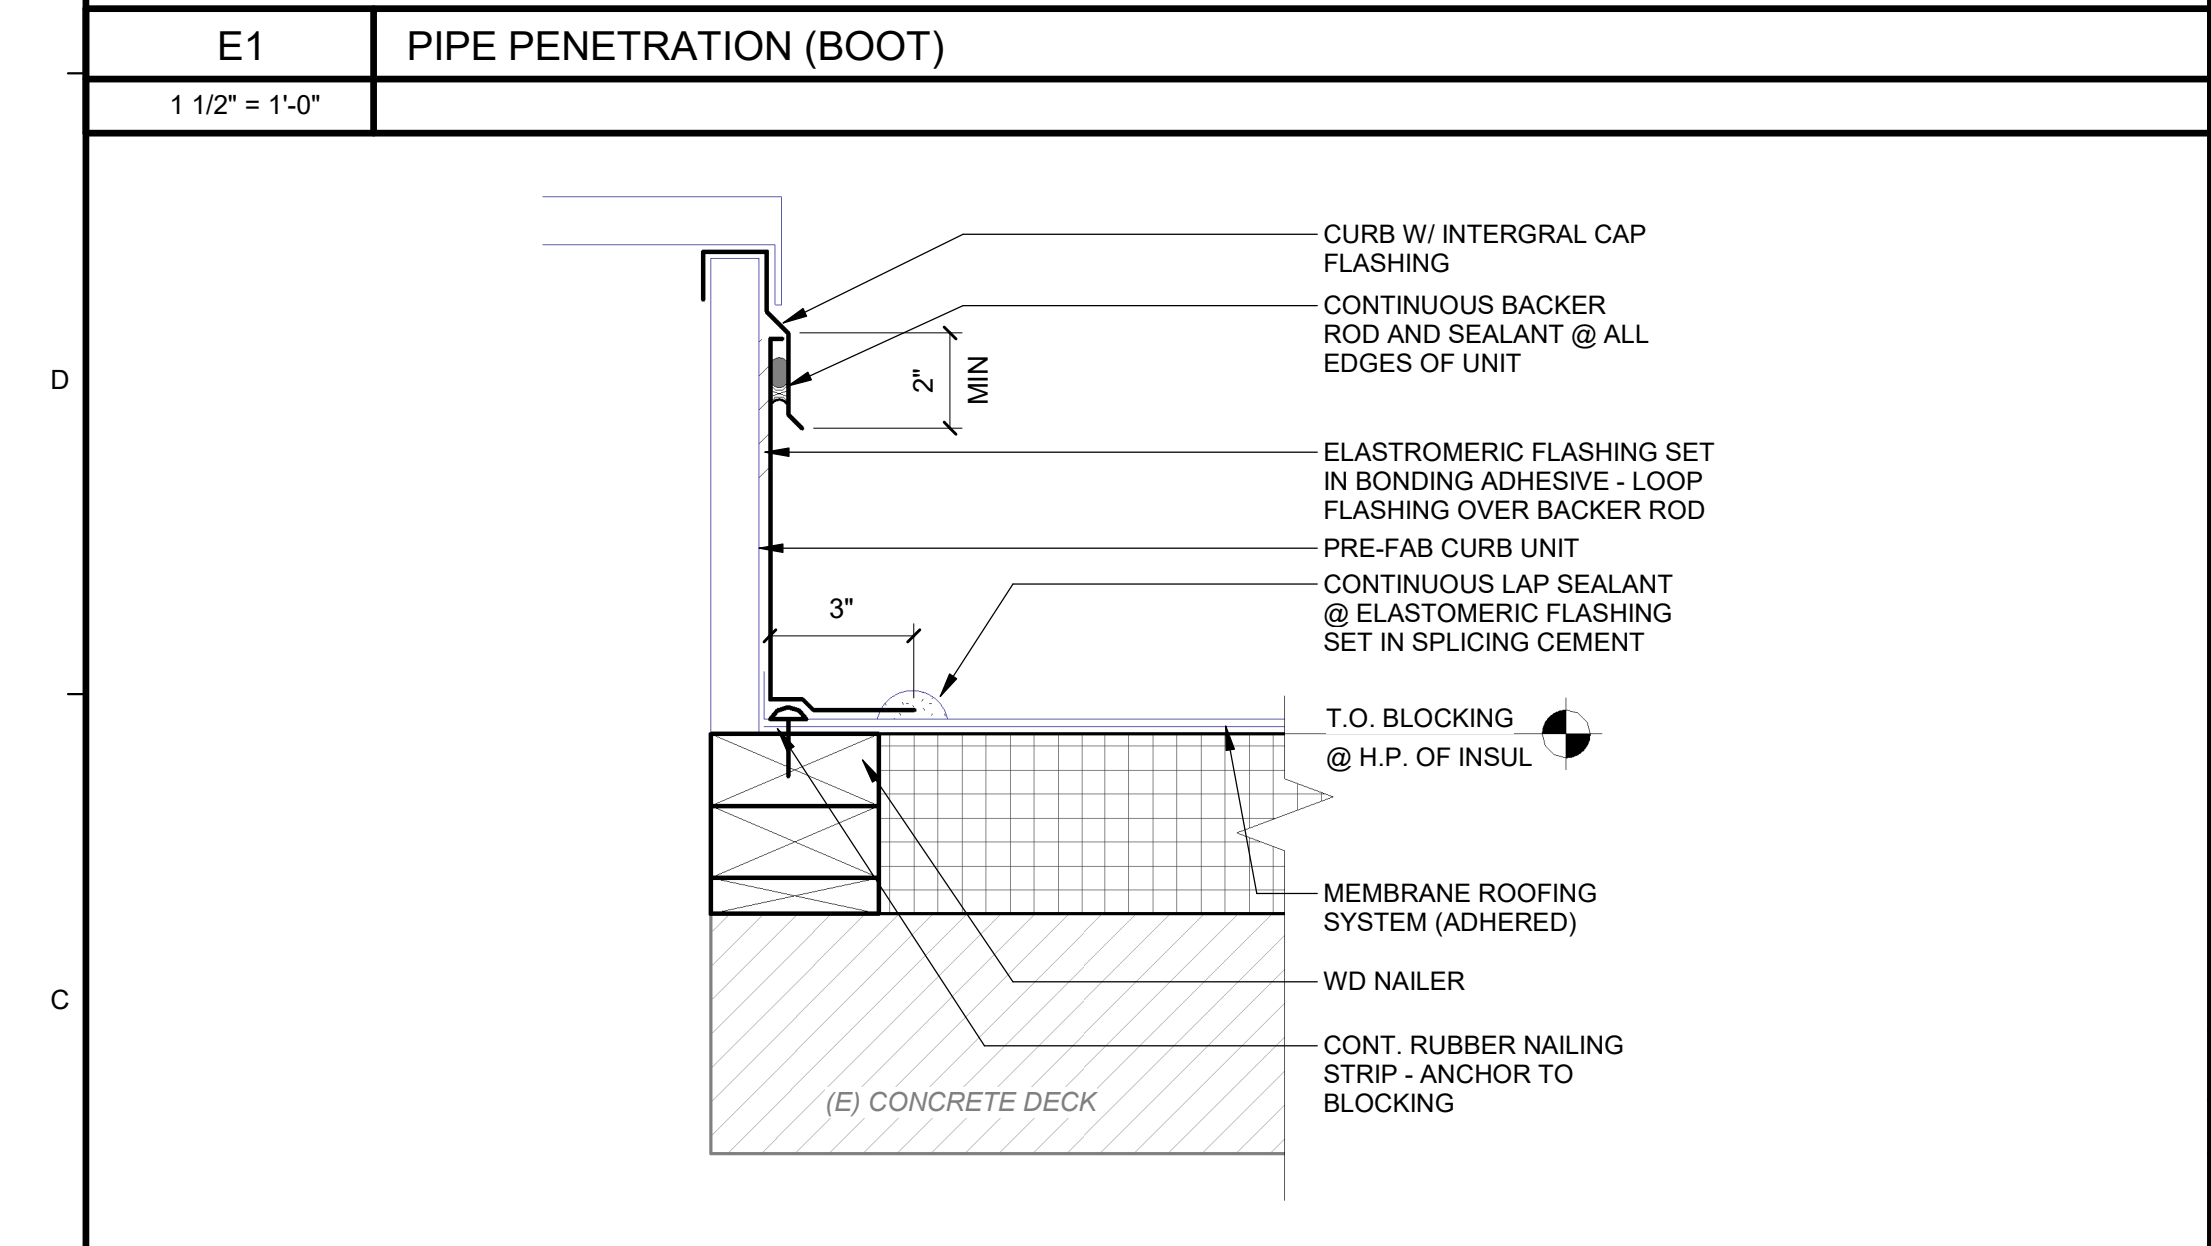 E1
PIPE PENETRATION (BOOT)
1 1/2" = 1'-0"
CURB W/ INTERGRAL CAP
FLASHING
CONTINUOUS BACKER
ROD AND SEALANT @ ALL
EDGES OF UNIT
2"
MIN
D
ELASTROMERIC FLASHING SET
IN BONDING ADHESIVE - LOOP
FLASHING OVER BACKER ROD
PRE-FAB CURB UNIT
CONTINUOUS LAP SEALANT
@ ELASTOMERIC FLASHING
SET IN SPLICING CEMENT
3"
T.O. BLOCKING
@ H.P. OF INSUL
MEMBRANE ROOFING
SYSTEM (ADHERED)
WD NAILER
C
CONT. RUBBER NAILING
STRIP - ANCHOR TO
BLOCKING
(E) CONCRETE DECK